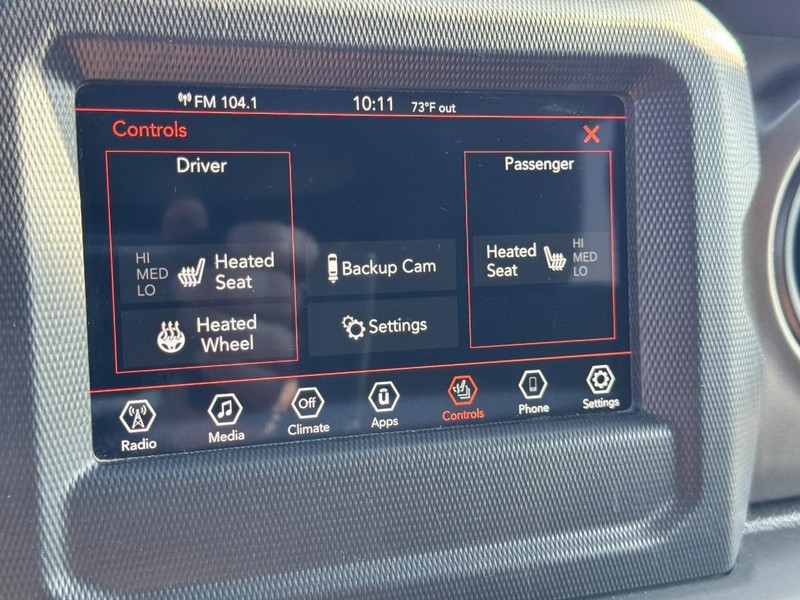 FM 104.1 10:11 73°F out
Controls X
Driver
Passenger
HI
MED
LO
Heated
Seat
Backup Cam
Heated
Seat
HI
MED
LO
Heated
Wheel
Settings
Radio
Media
Off
Climate
ū
Apps
Controls
Phone
Settings